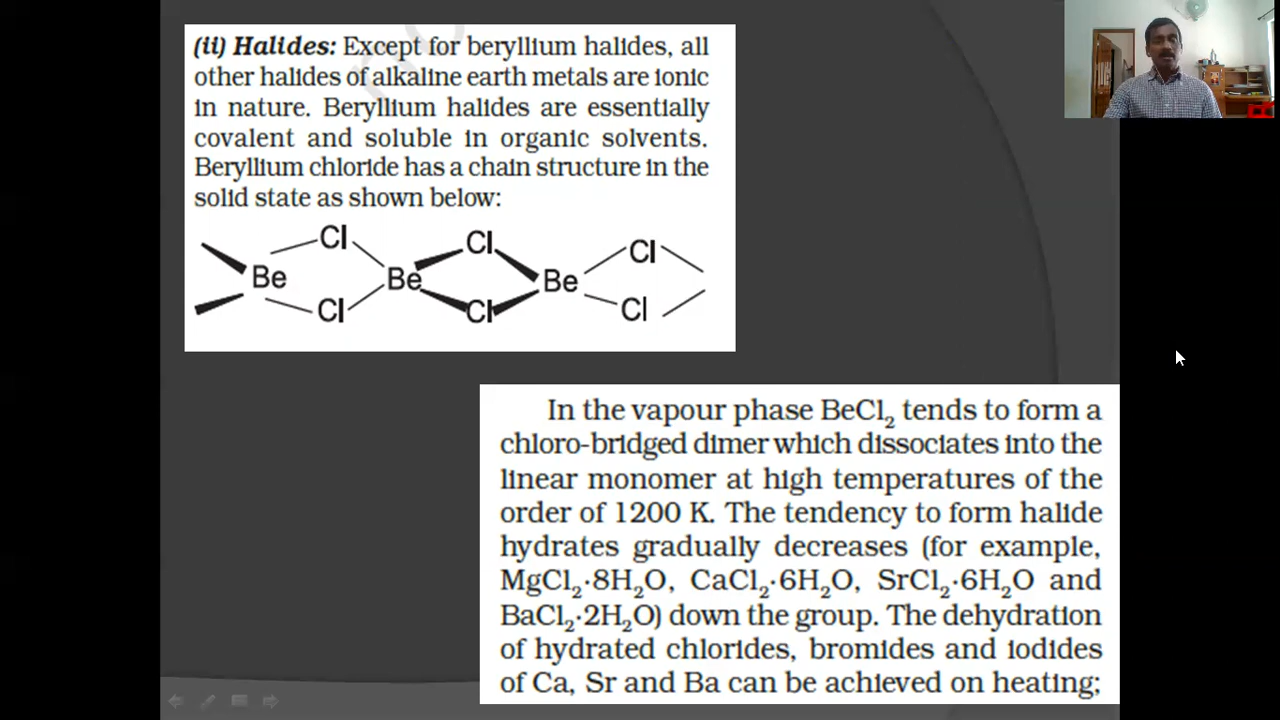 (ii) Halides: Except for beryllium halides, all
other halides of alkaline earth metals are ionic
in nature. Beryllium halides are essentially
covalent and soluble in organic solvents.
Beryllium chloride has a chain structure in the
solid state as shown below:
Cl Cl Cl
Be Be Be
Cl Cl Cl
In the vapour phase BeCl₂ tends to form a
chloro-bridged dimer which dissociates into the
linear monomer at high temperatures of the
order of 1200 K. The tendency to form halide
hydrates gradually decreases (for example,
MgCl₂·8H₂O, CaCl₂·6H₂O, SrCl₂·6H₂O and
BaCl₂·2H₂O) down the group. The dehydration
of hydrated chlorides, bromides and iodides
of Ca, Sr and Ba can be achieved on heating;